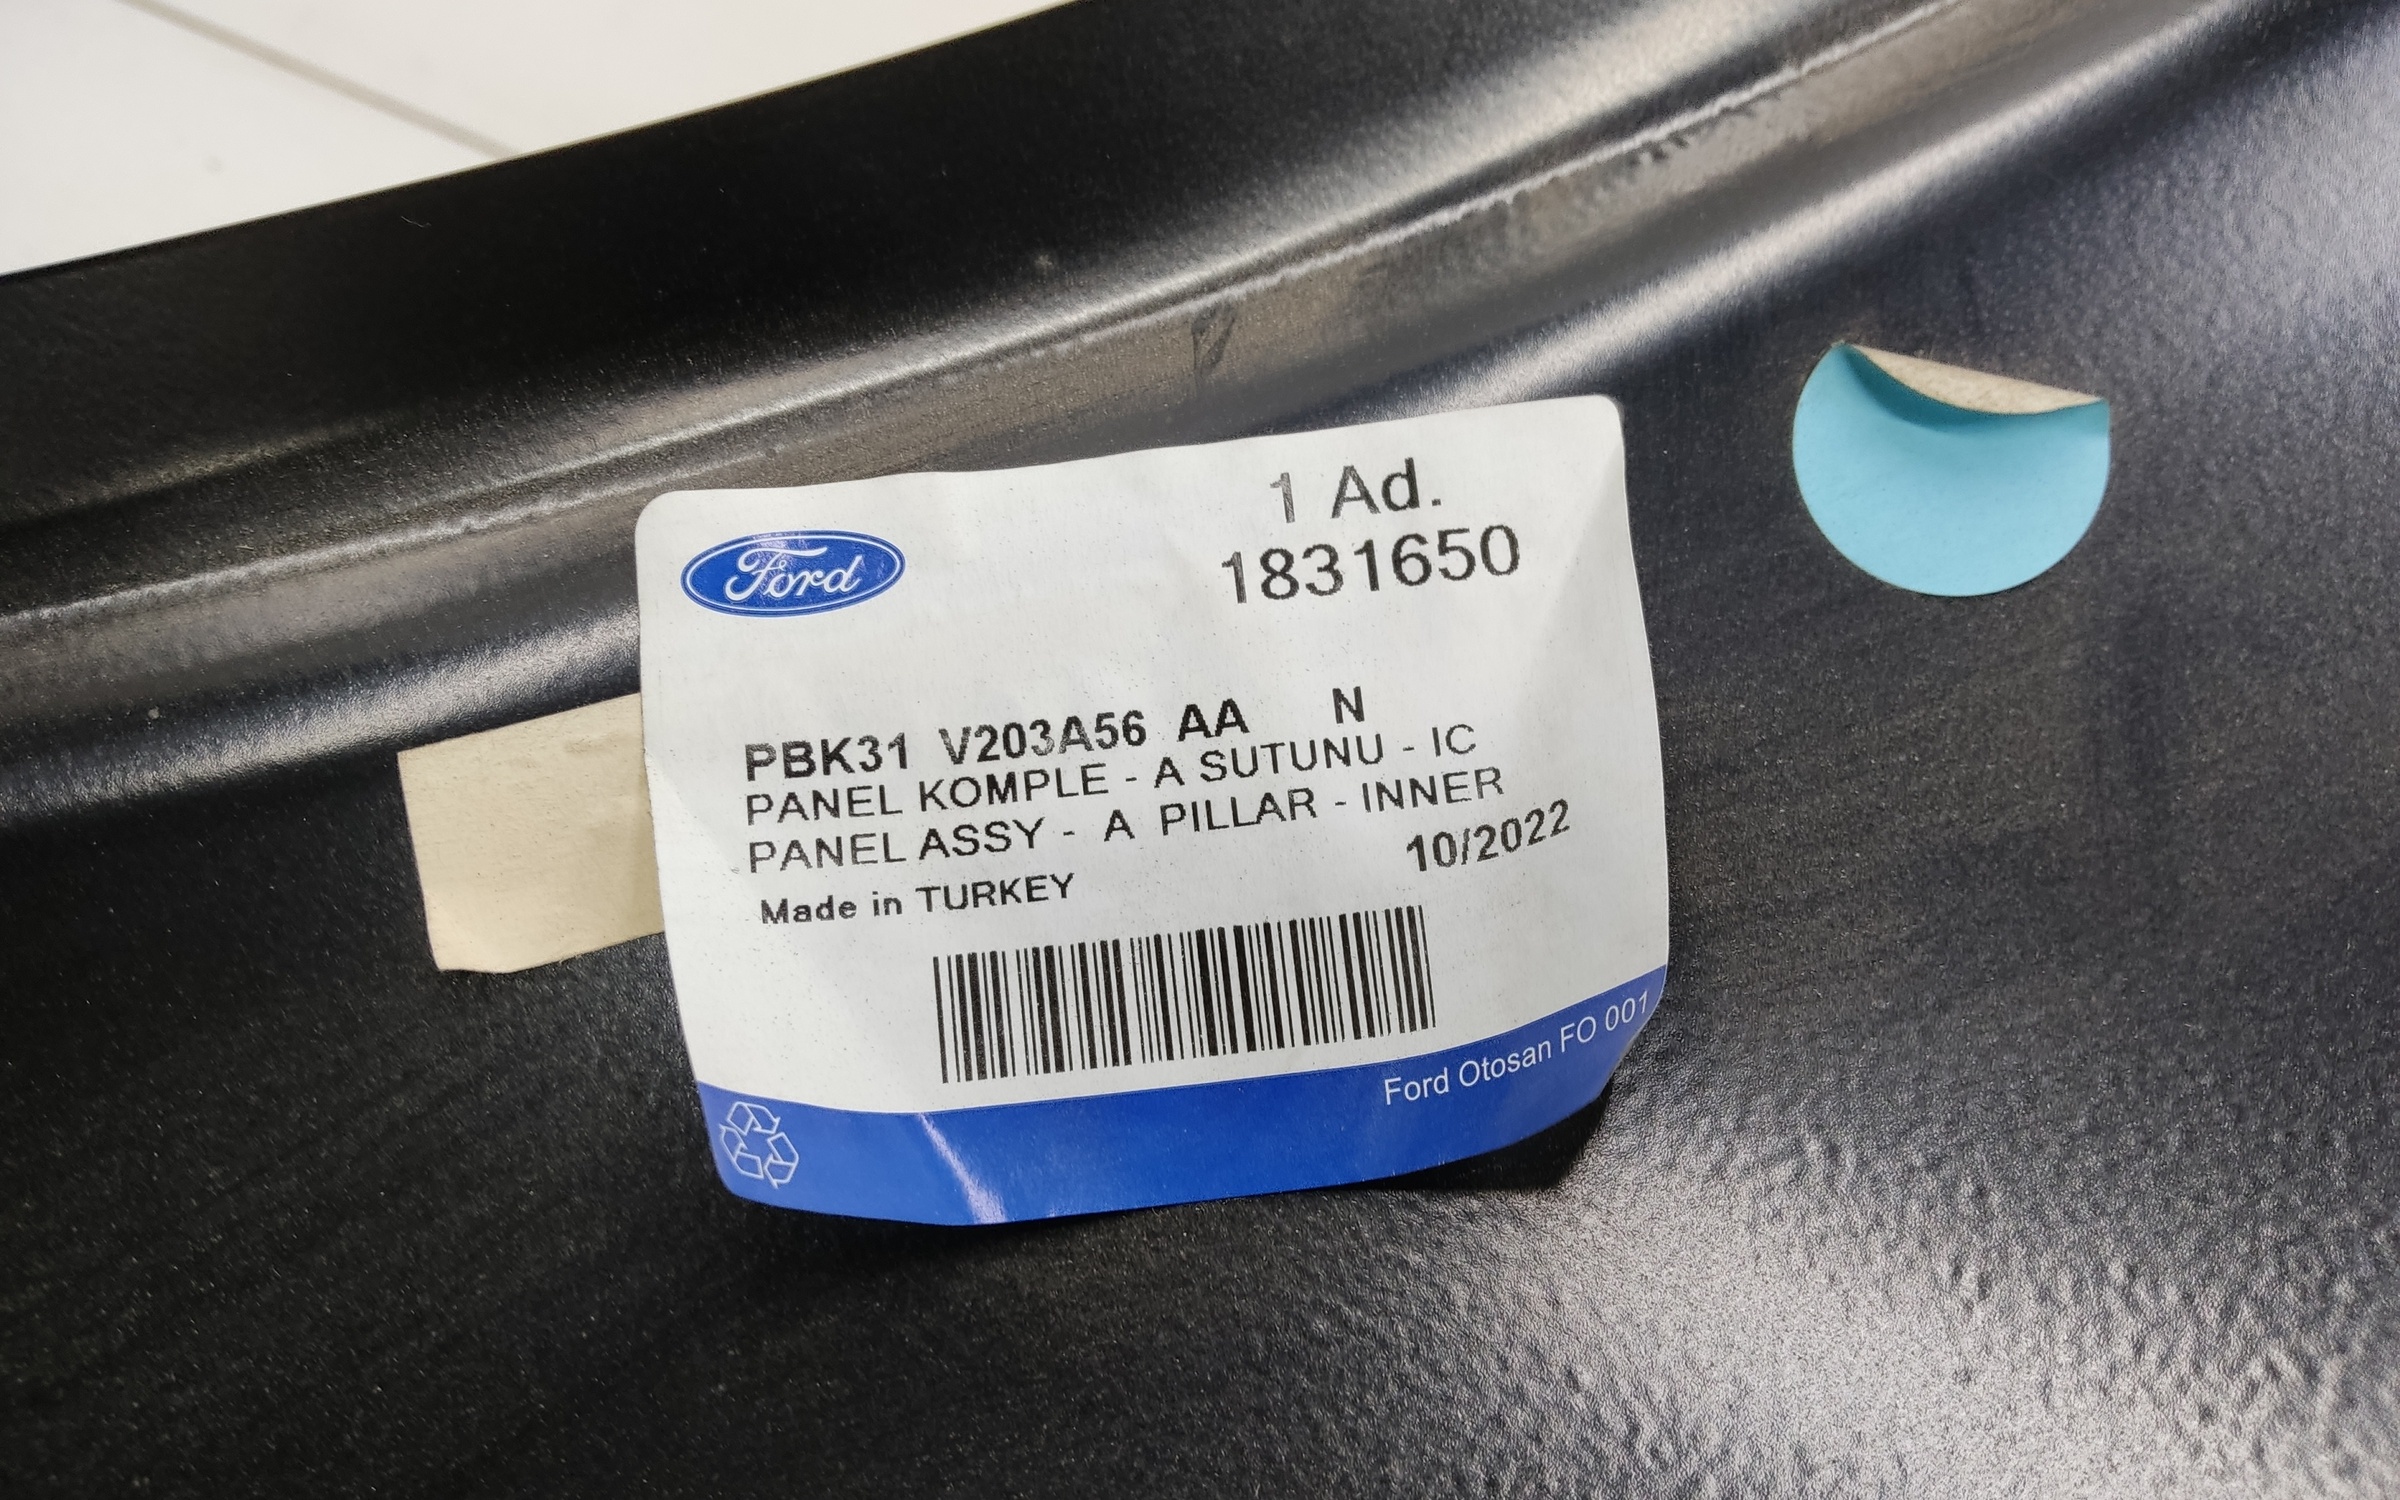 Ford
1 Ad.
1831650
PBK31 V203A56 AA N
PANEL KOMPLE - A SUTUNU - IC
PANEL ASSY - A PILLAR - INNER
10/2022
Made in TURKEY
Ford Otosan FO 001